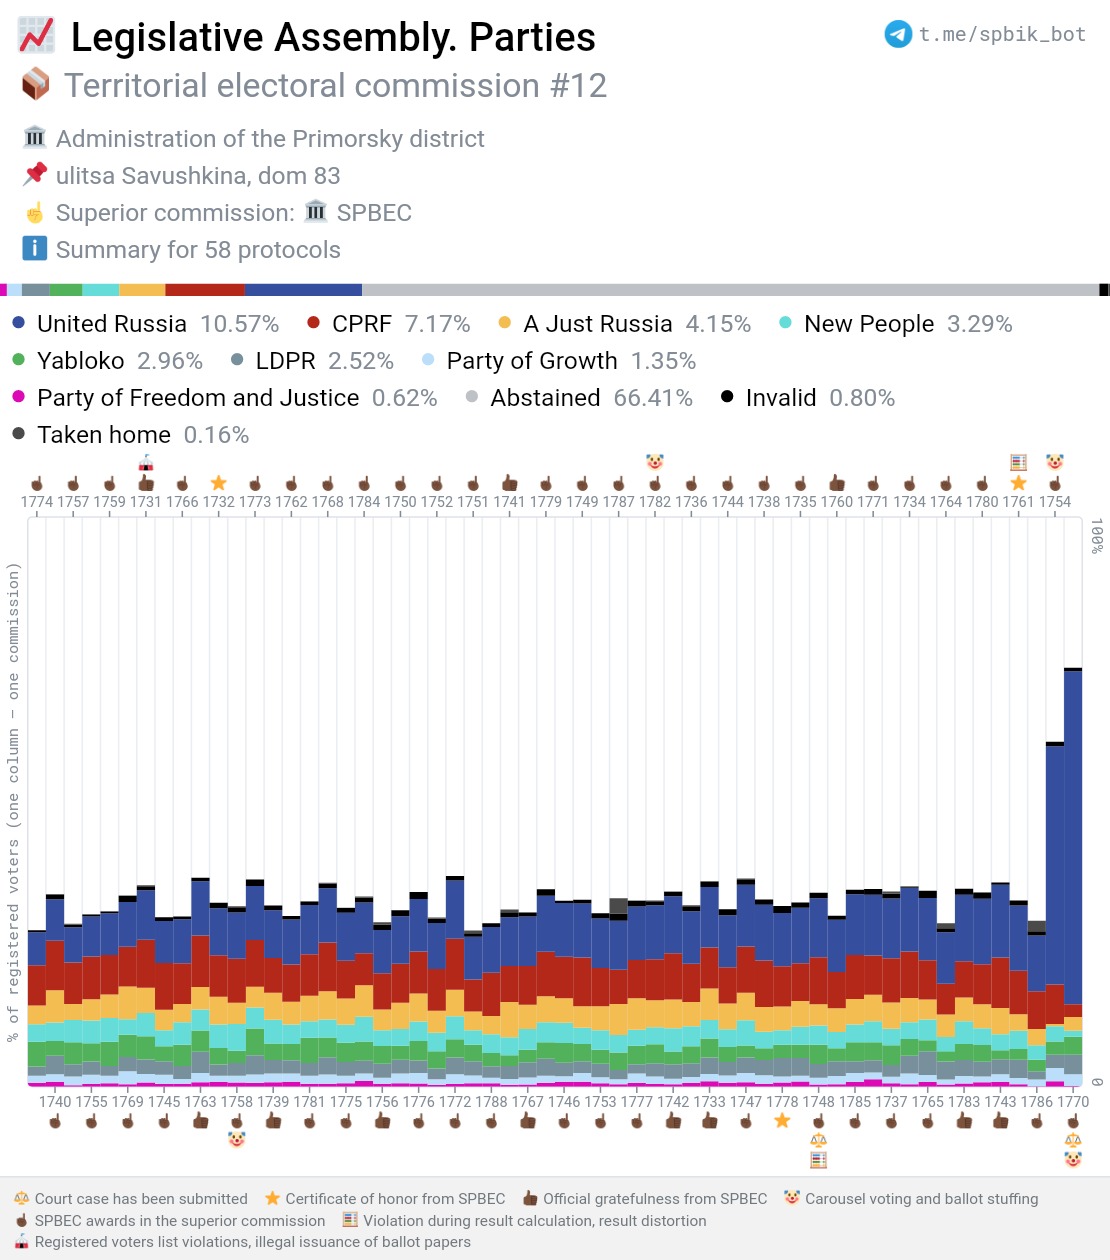 Legislative Assembly. Parties
t.me/spbik_bot
Territorial electoral commission #12
Administration of the Primorsky district
ulitsa Savushkina, dom 83
Superior commission: SPBEC
Summary for 58 protocols
United Russia 10.57% CPRF 7.17% A Just Russia 4.15% New People 3.29%
Yabloko 2.96% LDPR 2.52% Party of Growth 1.35%
Party of Freedom and Justice 0.62% Abstained 66.41% Invalid 0.80%
Taken home 0.16%
1774 1757 1759 1731 1766 1732 1773 1762 1768 1784 1750 1752 1751 1741 1779 1749 1787 1782 1736 1744 1738 1735 1760 1771 1734 1764 1780 1761 1754
100%
% of registered voters (one column – one commission)
0
1740 1755 1769 1745 1763 1758 1739 1781 1775 1756 1776 1772 1788 1767 1746 1753 1777 1742 1733 1747 1778 1748 1785 1737 1765 1783 1743 1786 1770
Court case has been submitted Certificate of honor from SPBEC Official gratefulness from SPBEC Carousel voting and ballot stuffing
SPBEC awards in the superior commission Violation during result calculation, result distortion
Registered voters list violations, illegal issuance of ballot papers